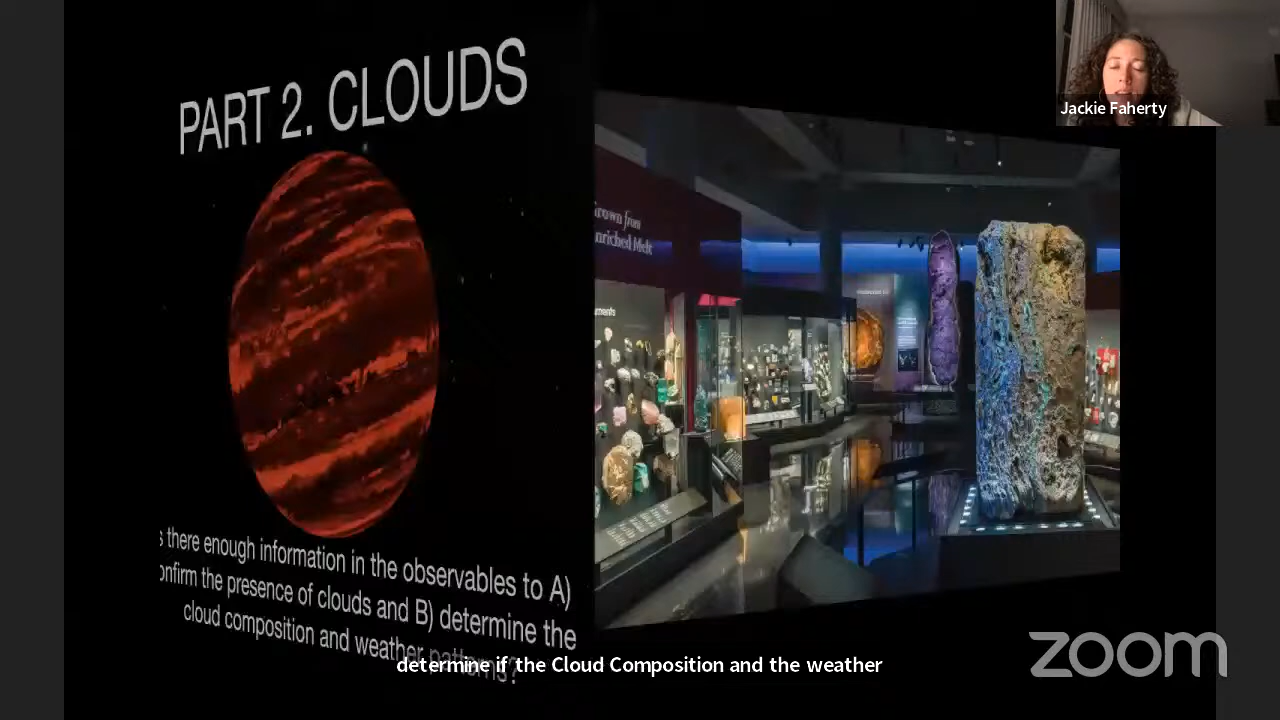 PART 2. CLOUDS
Jackie Faherty
Grown from
Enriched Melt
s there enough information in the observables to A)
onfirm the presence of clouds and B) determine the
cloud composition and weather patterns?
determine if the Cloud Composition and the weather
zoom